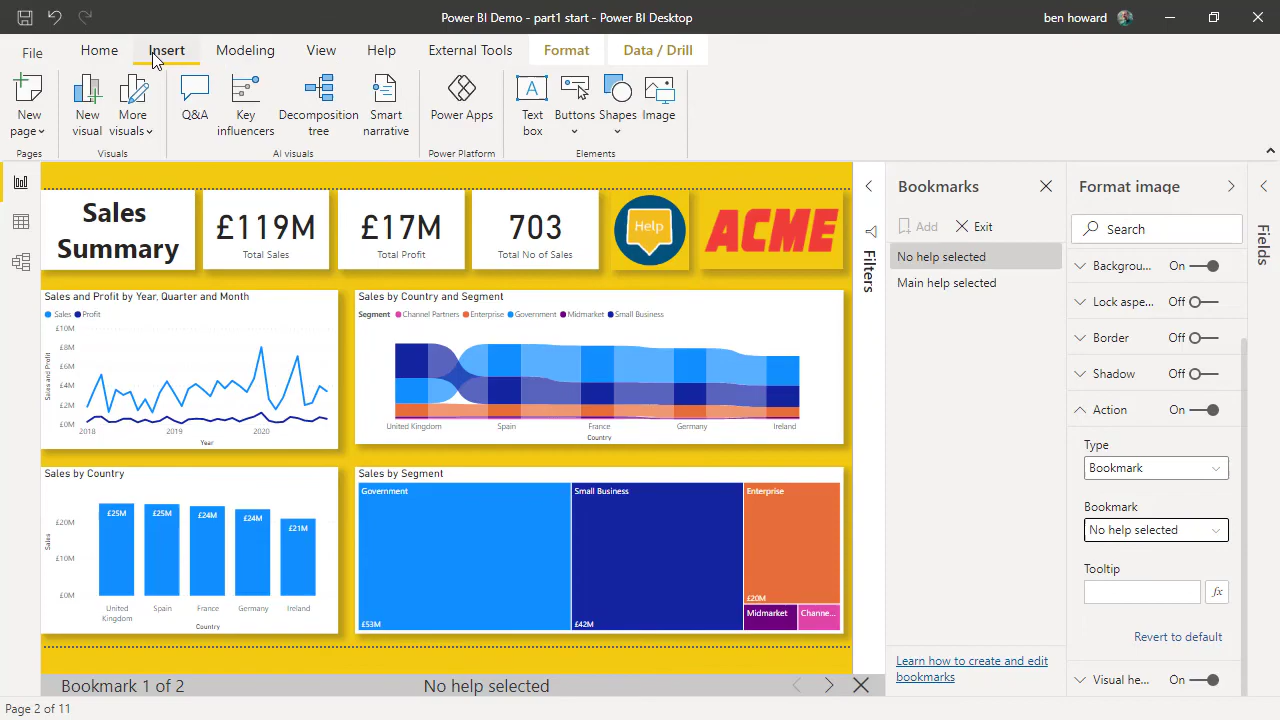 Power BI Demo - part1 start - Power BI Desktop
ben howard
File
Home
Insert
Modeling
View
Help
External Tools
Format
Data / Drill
New
page
New
visual
More
visuals
Q&A
Key
influencers
Decomposition
tree
Smart
narrative
Power Apps
Text
box
Buttons
Shapes
Image
Pages
Visuals
AI visuals
Power Platform
Elements
Sales
Summary
£119M
Total Sales
£17M
Total Profit
703
Total No of Sales
Help
ACME
Sales and Profit by Year, Quarter and Month
Sales
Profit
£10M
£8M
£6M
£4M
£2M
£0M
Sales and Profit
2018
2019
2020
Year
Sales by Country and Segment
Segment
Channel Partners
Enterprise
Government
Midmarket
Small Business
United Kingdom
Spain
France
Germany
Ireland
Country
Sales by Country
£20M
£10M
£0M
Sales
£25M
£25M
£24M
£24M
£21M
United
Kingdom
Spain
France
Germany
Ireland
Country
Sales by Segment
Government
£53M
Small Business
£42M
Enterprise
£20M
Midmarket
Channe...
Bookmark 1 of 2
No help selected
Page 2 of 11
Filters
Bookmarks
Add
Exit
No help selected
Main help selected
Learn how to create and edit
bookmarks
Format image
Search
Backgrou...
On
Lock aspe...
Off
Border
Off
Shadow
Off
Action
On
Type
Bookmark
Bookmark
No help selected
Tooltip
fx
Revert to default
Visual he...
On
Fields